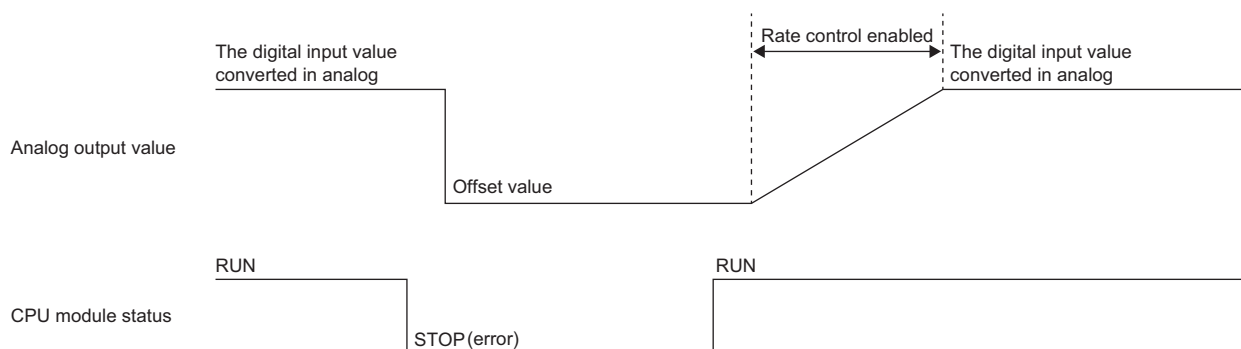 Rate control enabled
The digital input value
converted in analog
The digital input value
converted in analog
Analog output value
Offset value
RUN
RUN
CPU module status
STOP(error)